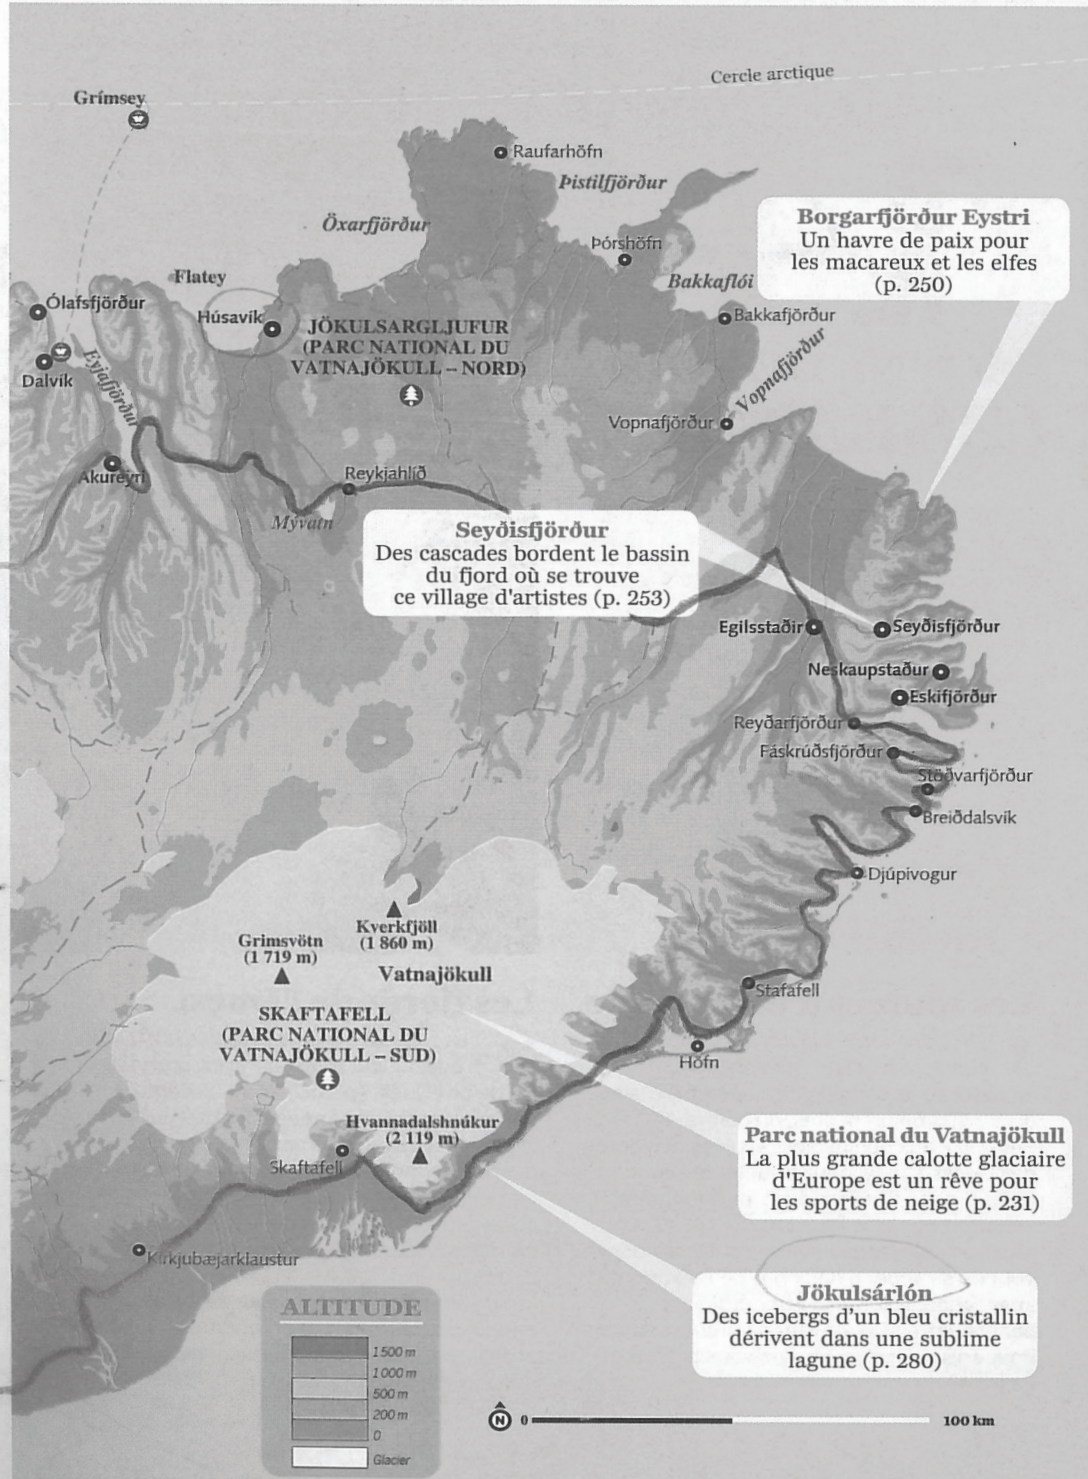 Cercle arctique
Grímsey
Raufarhöfn
Þistilfjörður
Öxarfjörður
Borgarfjörður Eystri
Un havre de paix pour
les macareux et les elfes
(p. 250)
Þórshöfn
Flatey
Bakkaflói
Ólafsfjörður
Húsavík
Bakkafjörður
JÖKULSARGLJUFUR
(PARC NATIONAL DU
VATNAJÖKULL – NORD)
Dalvík
Eyjafjörður
Vopnafjörður
Vopnafjörður
Akureyri
Reykjahlíð
Mývatn
Seyðisfjörður
Des cascades bordent le bassin
du fjord où se trouve
ce village d'artistes (p. 253)
Egilsstaðir
Seyðisfjörður
Neskaupstaður
Eskifjörður
Reyðarfjörður
Fáskrúðsfjörður
Stöðvarfjörður
Breiðdalsvík
Djúpivogur
Kverkfjöll
(1 860 m)
Grimsvötn
(1 719 m)
Vatnajökull
Stafafell
SKAFTAFELL
(PARC NATIONAL DU
VATNAJÖKULL – SUD)
Höfn
Hvannadalshnúkur
(2 119 m)
Skaftafell
Parc national du Vatnajökull
La plus grande calotte glaciaire
d'Europe est un rêve pour
les sports de neige (p. 231)
Kirkjubæjarklaustur
Jökulsárlón
Des icebergs d'un bleu cristallin
dérivent dans une sublime
lagune (p. 280)
ALTITUDE
1500 m
1000 m
500 m
200 m
0
Glacier
N 0 100 km